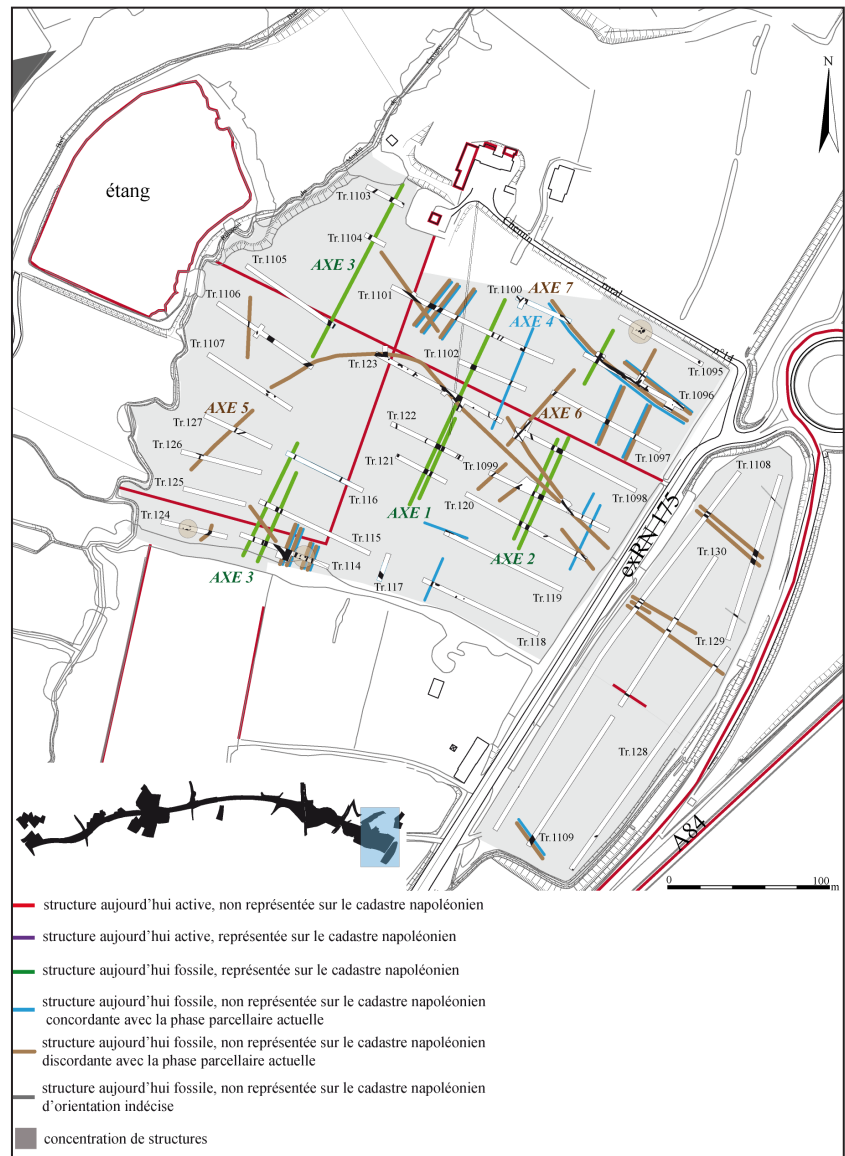 N
étang
Tr.1103
Tr.1104
AXE 3
Tr.1105
Tr.1101
Tr.1100
AXE 7
AXE 4
Chemin
rural
n°14
Tr.1106
Tr.1102
Tr.1095
Tr.1107
Tr.123
Tr.1096
AXE 5
AXE 6
Tr.127
Tr.122
Tr.126
Tr.121
Tr.1099
Tr.1097
Tr.125
Tr.116
Tr.1098
Tr.1108
Tr.124
AXE 1
Tr.120
exRN 175
Tr.115
AXE 2
Tr.130
AXE 3
Tr.114
Tr.117
Tr.119
Tr.118
Tr.129
Tr.128
Tr.1109
A84
0 100
m
structure aujourd'hui active, non représentée sur le cadastre napoléonien
structure aujourd'hui active, représentée sur le cadastre napoléonien
structure aujourd'hui fossile, représentée sur le cadastre napoléonien
structure aujourd'hui fossile, non représentée sur le cadastre napoléonien
concordante avec la phase parcellaire actuelle
structure aujourd'hui fossile, non représentée sur le cadastre napoléonien
discordante avec la phase parcellaire actuelle
structure aujourd'hui fossile, non représentée sur le cadastre napoléonien
d'orientation indécise
concentration de structures